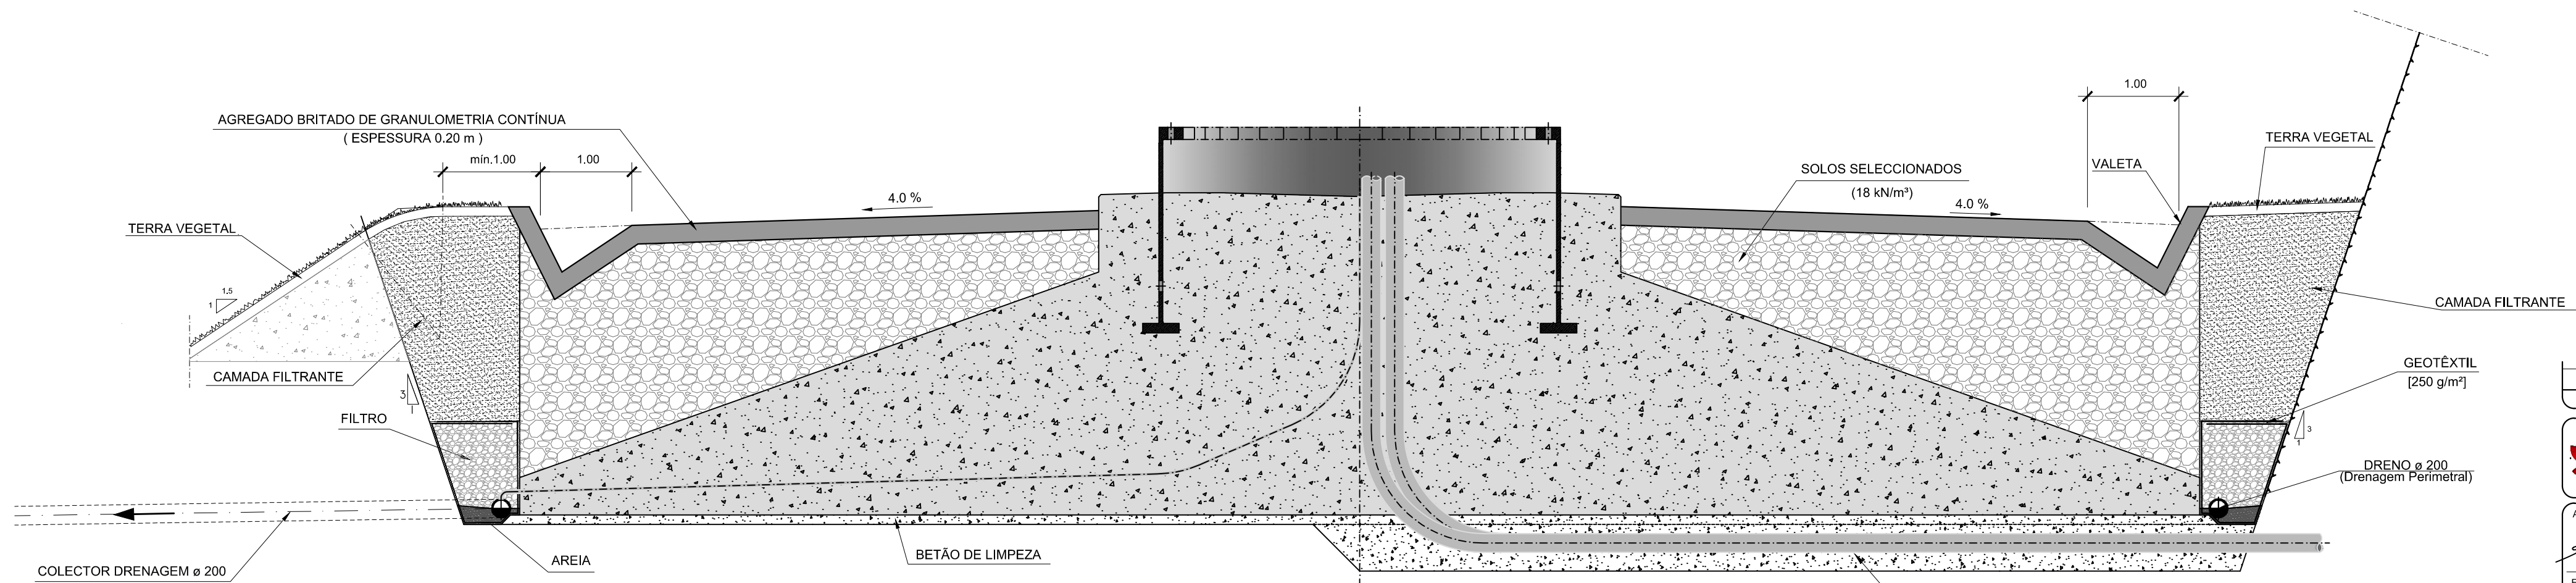 AGREGADO BRITADO DE GRANULOMETRIA CONTÍNUA
( ESPESSURA 0.20 m )
min.1.00
1.00
TERRA VEGETAL
1.5
1
CAMADA FILTRANTE
3
1
FILTRO
COLECTOR DRENAGEM ø 200
AREIA
BETÃO DE LIMPEZA
4.0 %
SOLOS SELECCIONADOS
(18 kN/m³)
4.0 %
1.00
VALETA
TERRA VEGETAL
CAMADA FILTRANTE
GEOTÊXTIL
[250 g/m²]
1
3
DRENO ø 200
(Drenagem Perimetral)